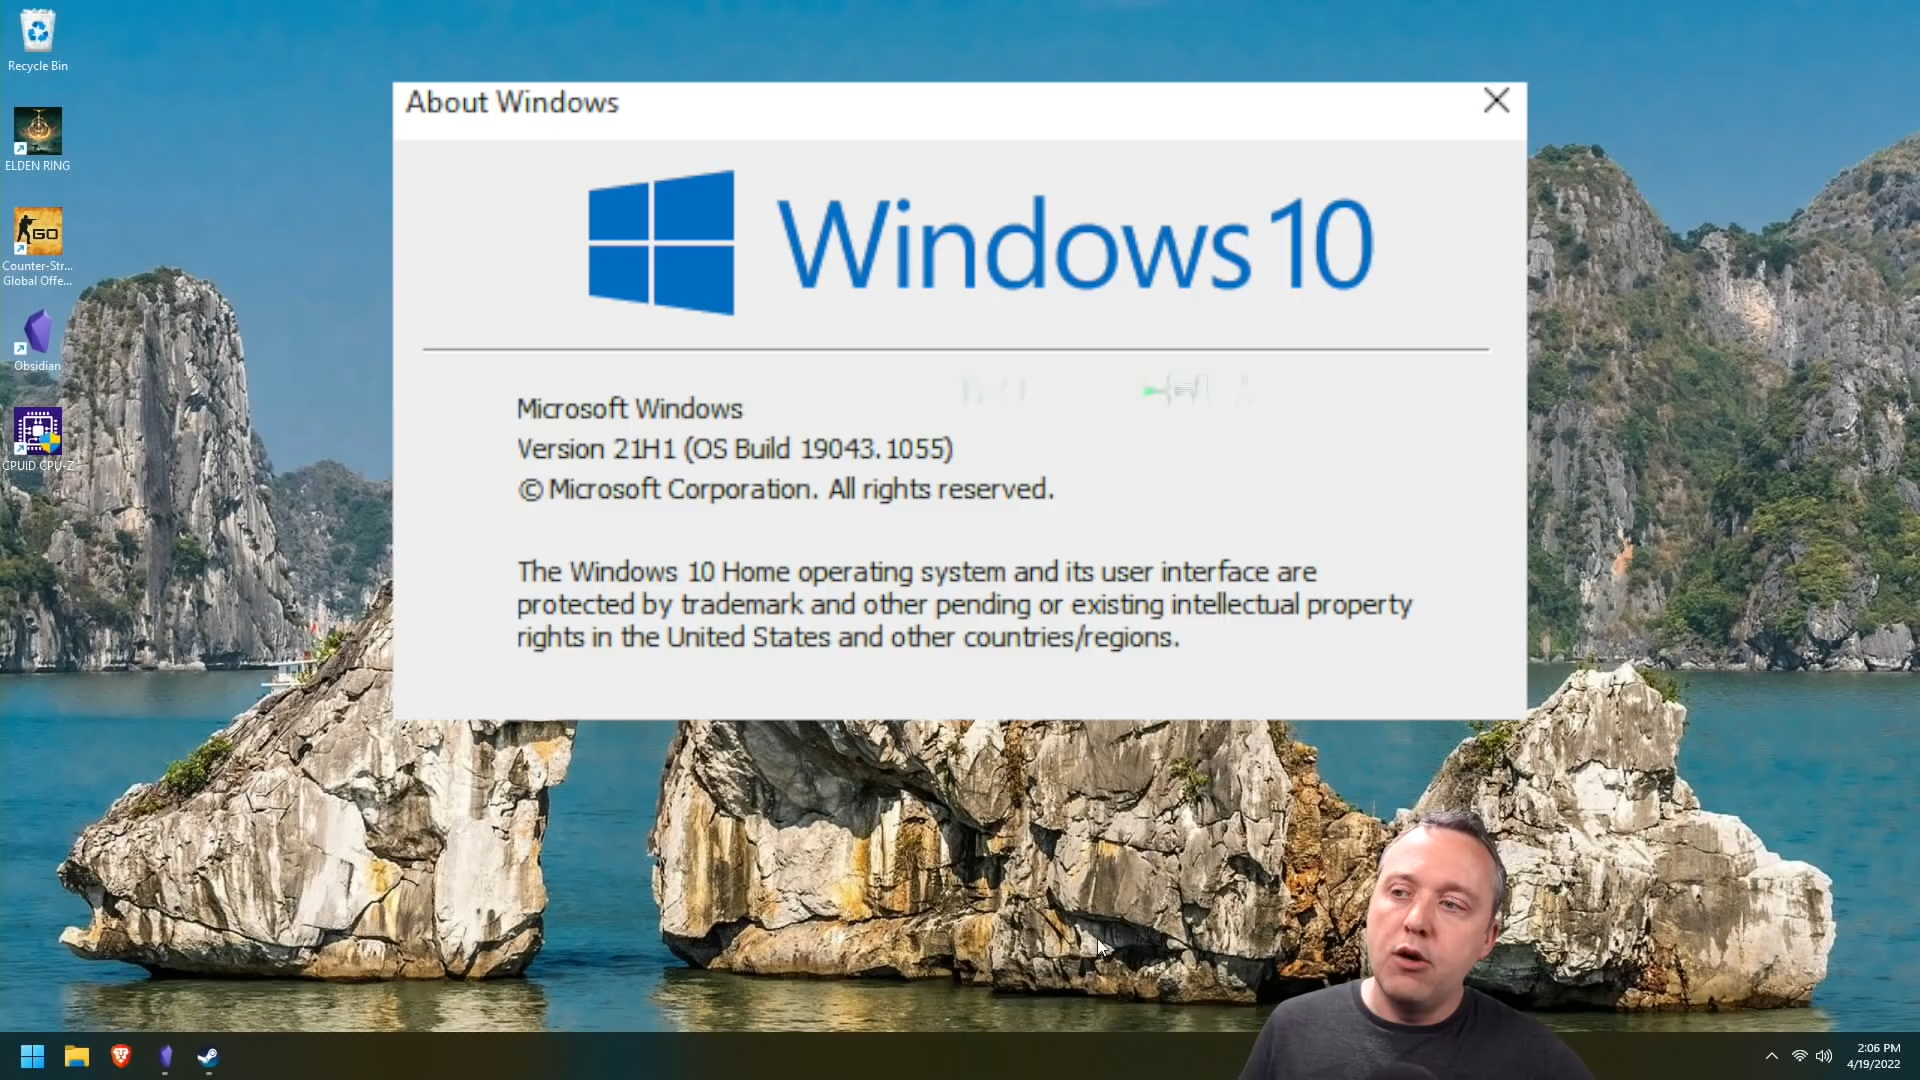 Recycle Bin
ELDEN RING
GO
Counter-Str...
Global Offe...
Obsidian
CPUID CPU-Z
About Windows
Windows 10
Microsoft Windows
Version 21H1 (OS Build 19043.1055)
© Microsoft Corporation. All rights reserved.
The Windows 10 Home operating system and its user interface are
protected by trademark and other pending or existing intellectual property
rights in the United States and other countries/regions.
2:06 PM
4/19/2022